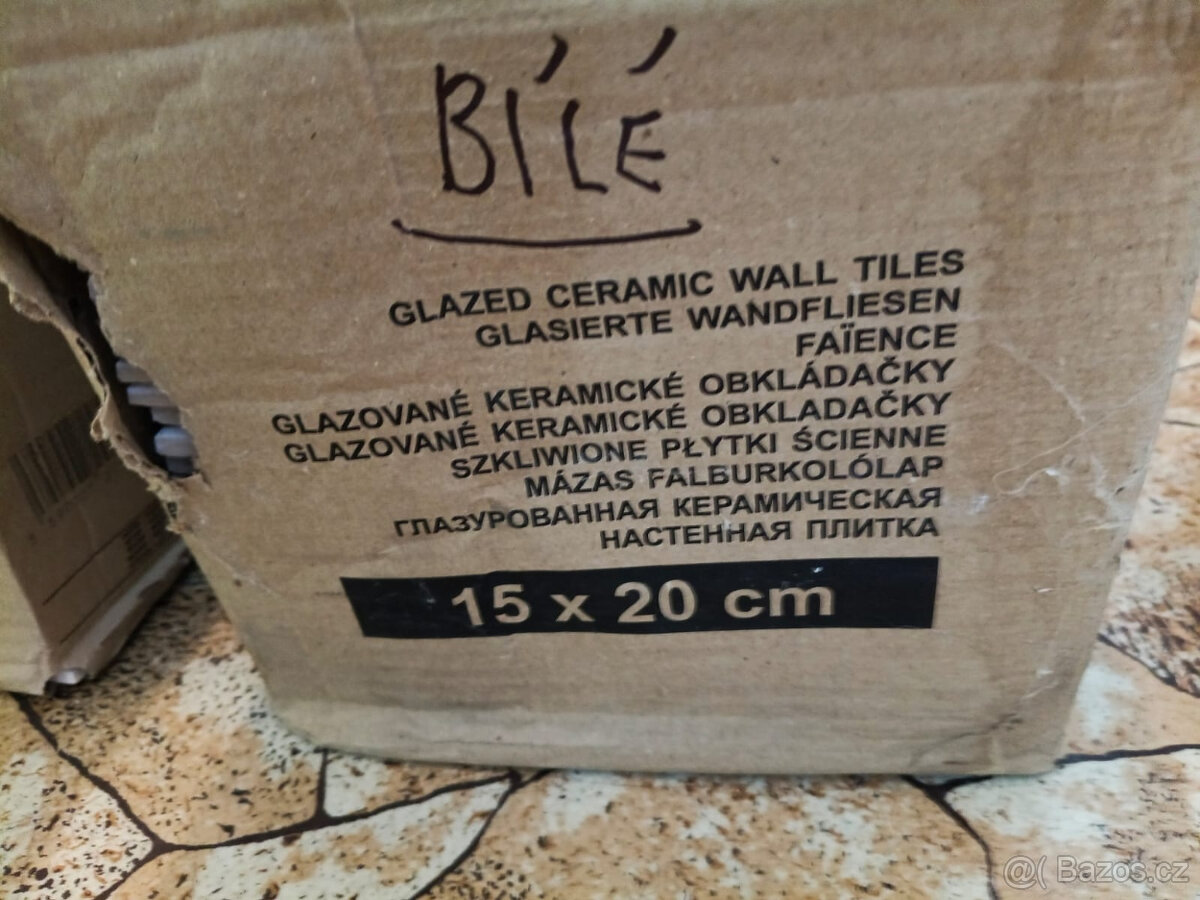 BÍLÉ
GLAZED CERAMIC WALL TILES
GLASIERTE WANDFLIESEN
FAÏENCE
GLAZOVANÉ KERAMICKÉ OBKLÁDAČKY
GLAZOVANÉ KERAMICKÉ OBKLADAČKY
SZKLIWIONE PŁYTKI ŚCIENNE
MÁZAS FALBURKOLÓLAP
ГЛАЗУРОВАННАЯ КЕРАМИЧЕСКАЯ
НАСТЕННАЯ ПЛИТКА
15 x 20 cm
@( Bazos.cz